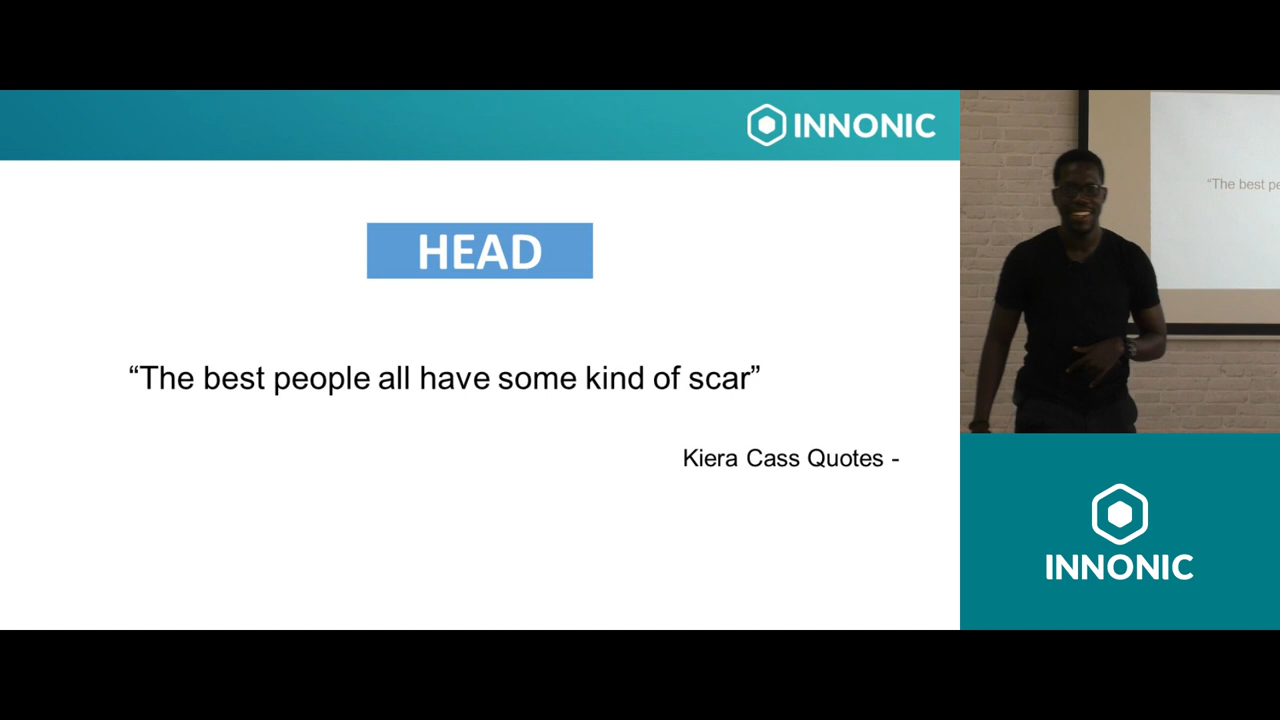 INNONIC
HEAD
“The best people all have some kind of scar”
Kiera Cass Quotes -
“The best pe
INNONIC